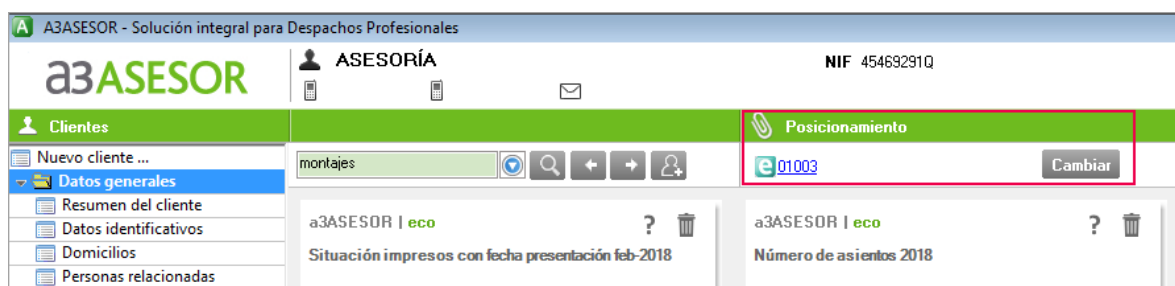 A3ASESOR - Solución integral para Despachos Profesionales
a3ASESOR
ASESORÍA
NIF 45469291Q
Clientes
Posicionamiento
Nuevo cliente ...
montajes
e 01003
Cambiar
Datos generales
Resumen del cliente
Datos identificativos
Domicilios
Personas relacionadas
a3ASESOR | eco
?
Situación impresos con fecha presentación feb-2018
a3ASESOR | eco
?
Número de asientos 2018